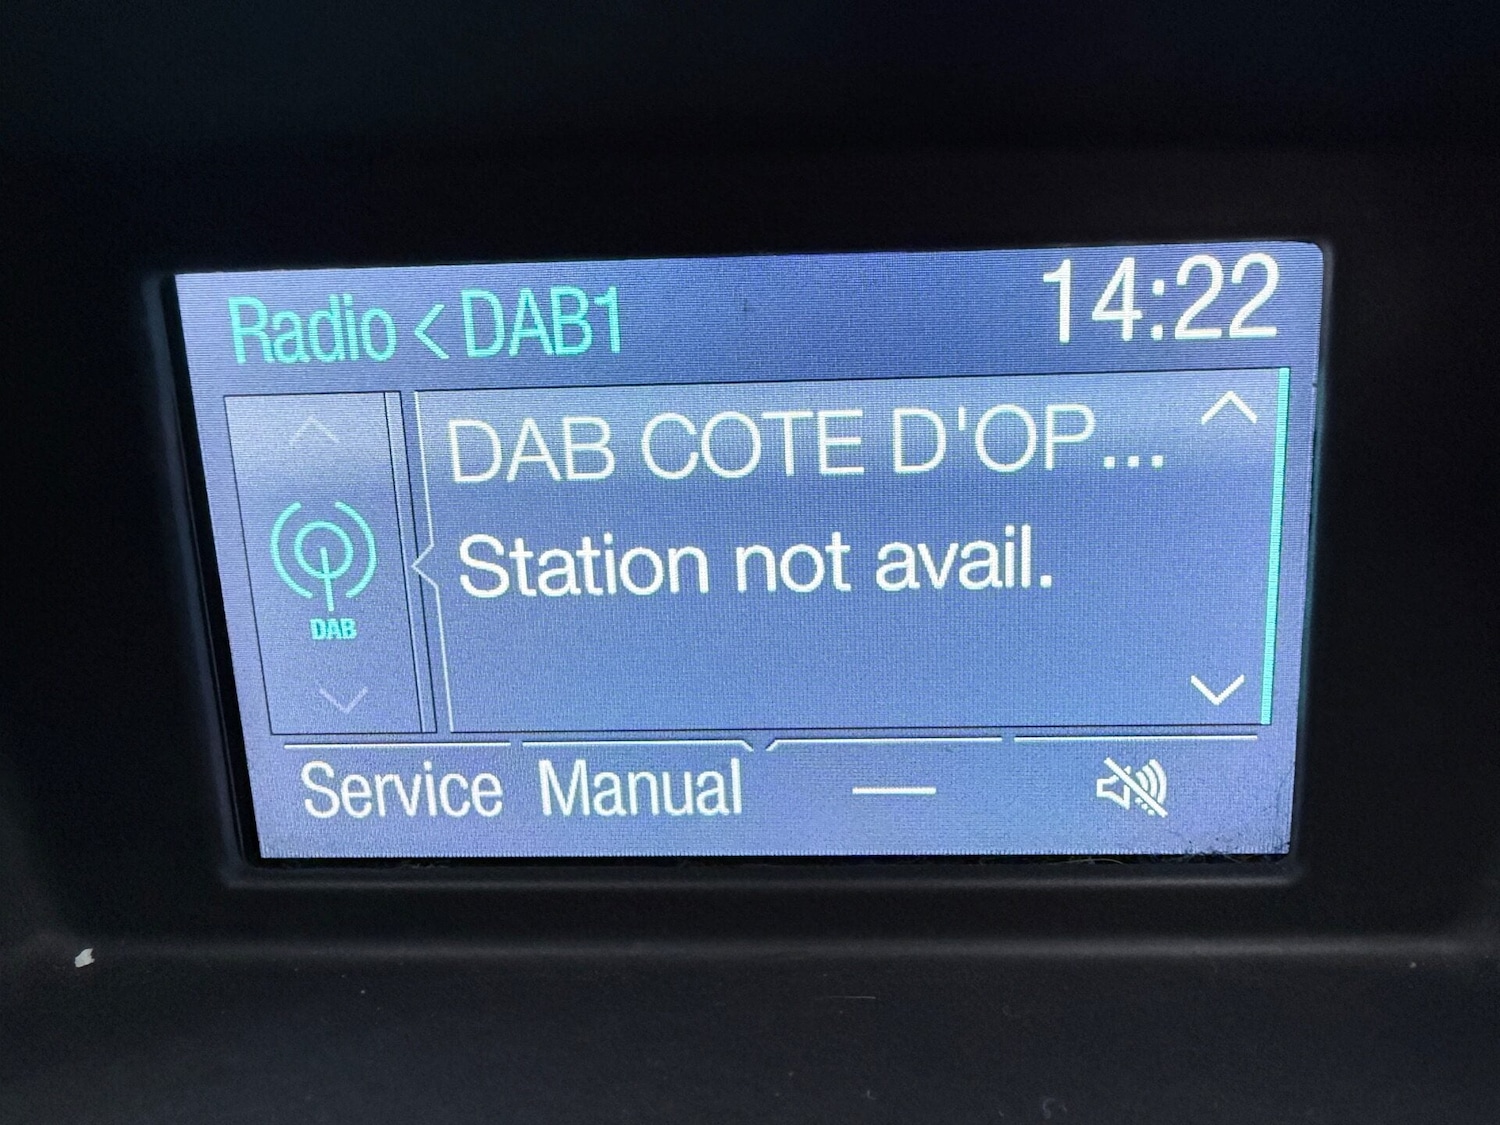 Radio < DAB1 14:22
DAB COTE D'OP...
Station not avail.
DAB
Service Manual —